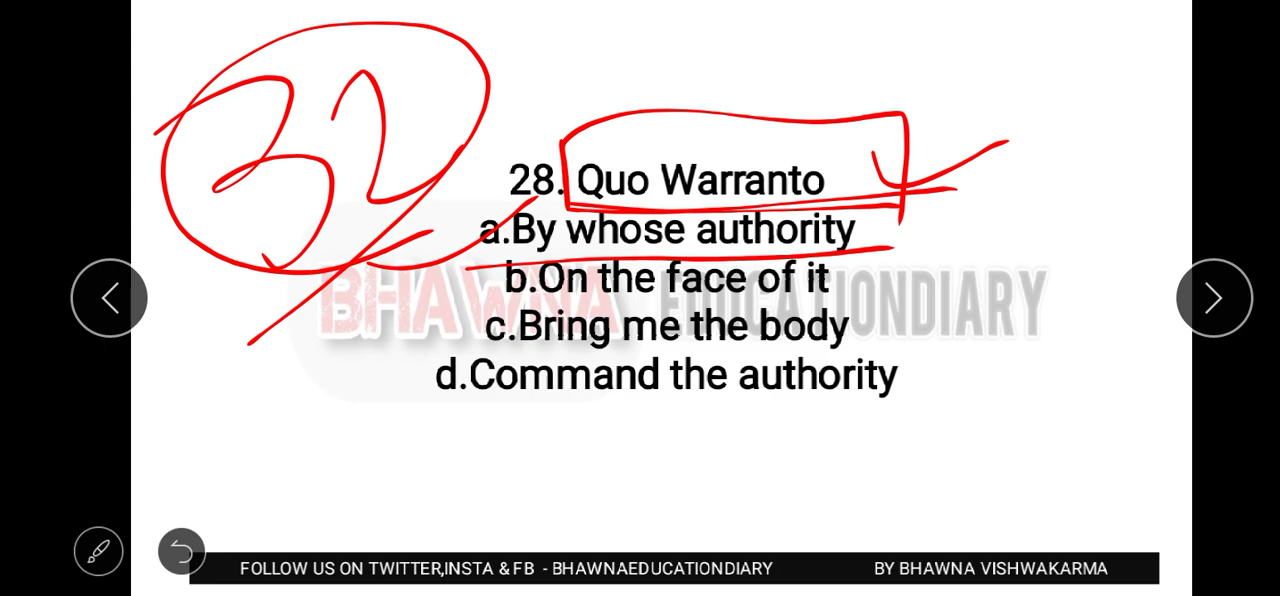 32
28. Quo Warranto
a.By whose authority
b.On the face of it
BHAWNA EDUCATIONDIARY
c.Bring me the body
d.Command the authority
FOLLOW US ON TWITTER,INSTA & FB - BHAWNAEDUCATIONDIARY BY BHAWNA VISHWAKARMA